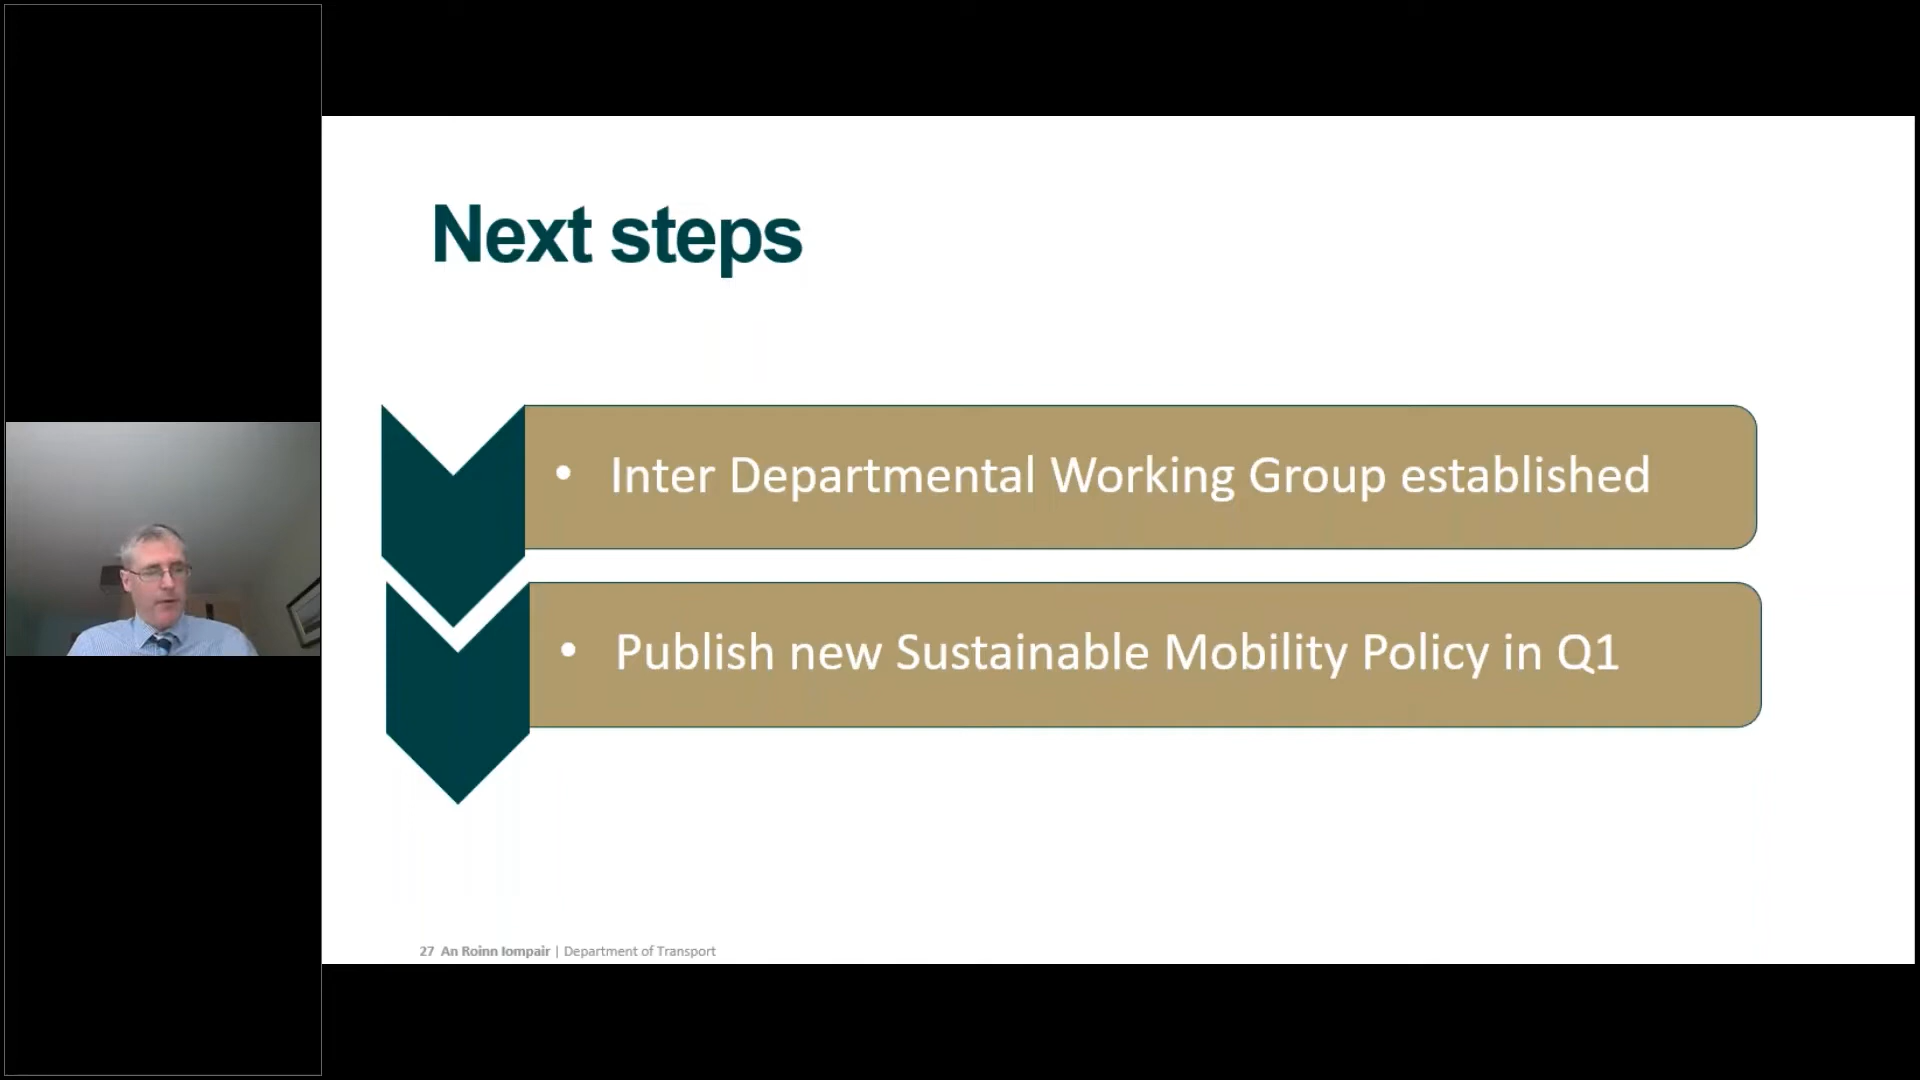 Next steps
• Inter Departmental Working Group established
• Publish new Sustainable Mobility Policy in Q1
27 An Roinn Iompair | Department of Transport